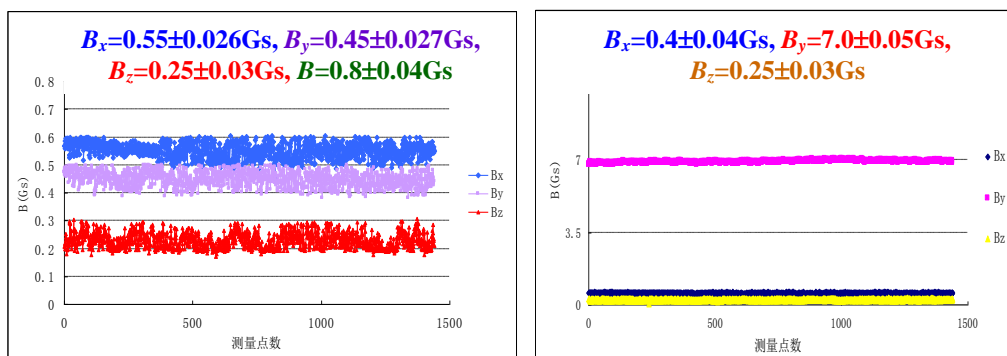 Bx=0.55±0.026Gs, By=0.45±0.027Gs,
Bz=0.25±0.03Gs, B=0.8±0.04Gs
0.8
0.7
0.6
0.5
0.4
0.3
0.2
0.1
0
B(Gs)
0 500 1000 1500
测量点数
Bx
By
Bz
Bx=0.4±0.04Gs, By=7.0±0.05Gs,
Bz=0.25±0.03Gs
7
3.5
0
B(Gs)
0 500 1000 1500
测量点数
Bx
By
Bz